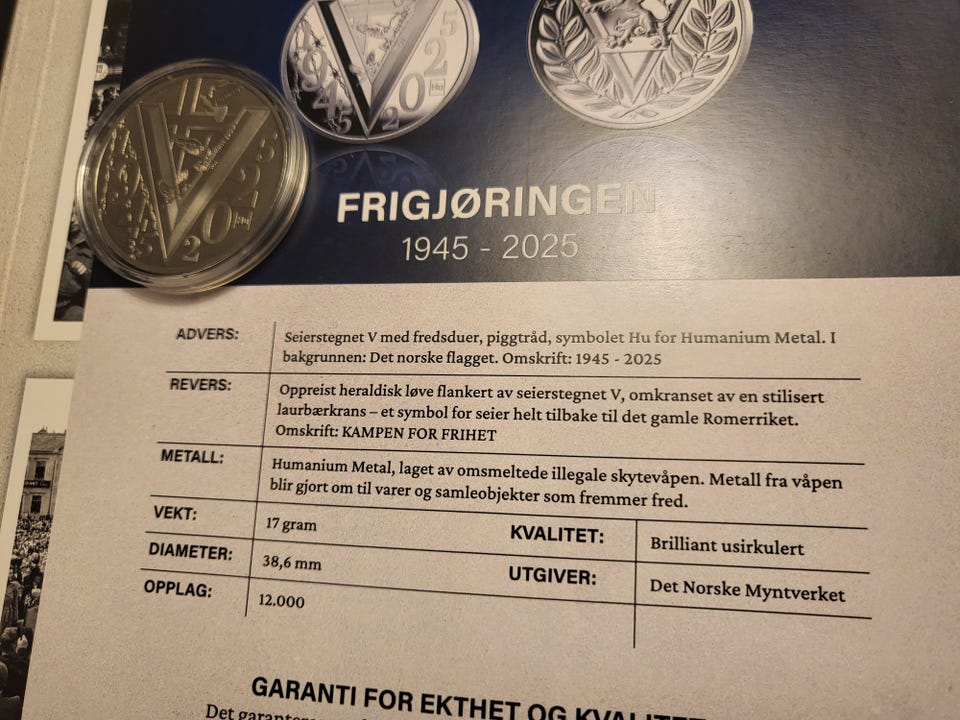 FRIGJØRINGEN
1945 - 2025
ADVERS:
Seierstegnet V med fredsduer, piggtråd, symbolet Hu for Humanium Metal. I
bakgrunnen: Det norske flagget. Omskrift: 1945 - 2025
REVERS:
Oppreist heraldisk løve flankert av seierstegnet V, omkranset av en stilisert
laurbærkrans – et symbol for seier helt tilbake til det gamle Romerriket.
Omskrift: KAMPEN FOR FRIHET
METALL:
Humanium Metal, laget av omsmeltede illegale skytevåpen. Metall fra våpen
blir gjort om til varer og samleobjekter som fremmer fred.
VEKT:
17 gram
KVALITET:
Brilliant usirkulert
DIAMETER:
38,6 mm
UTGIVER:
Det Norske Myntverket
OPPLAG:
12.000
GARANTI FOR EKTHET OG KVALITET